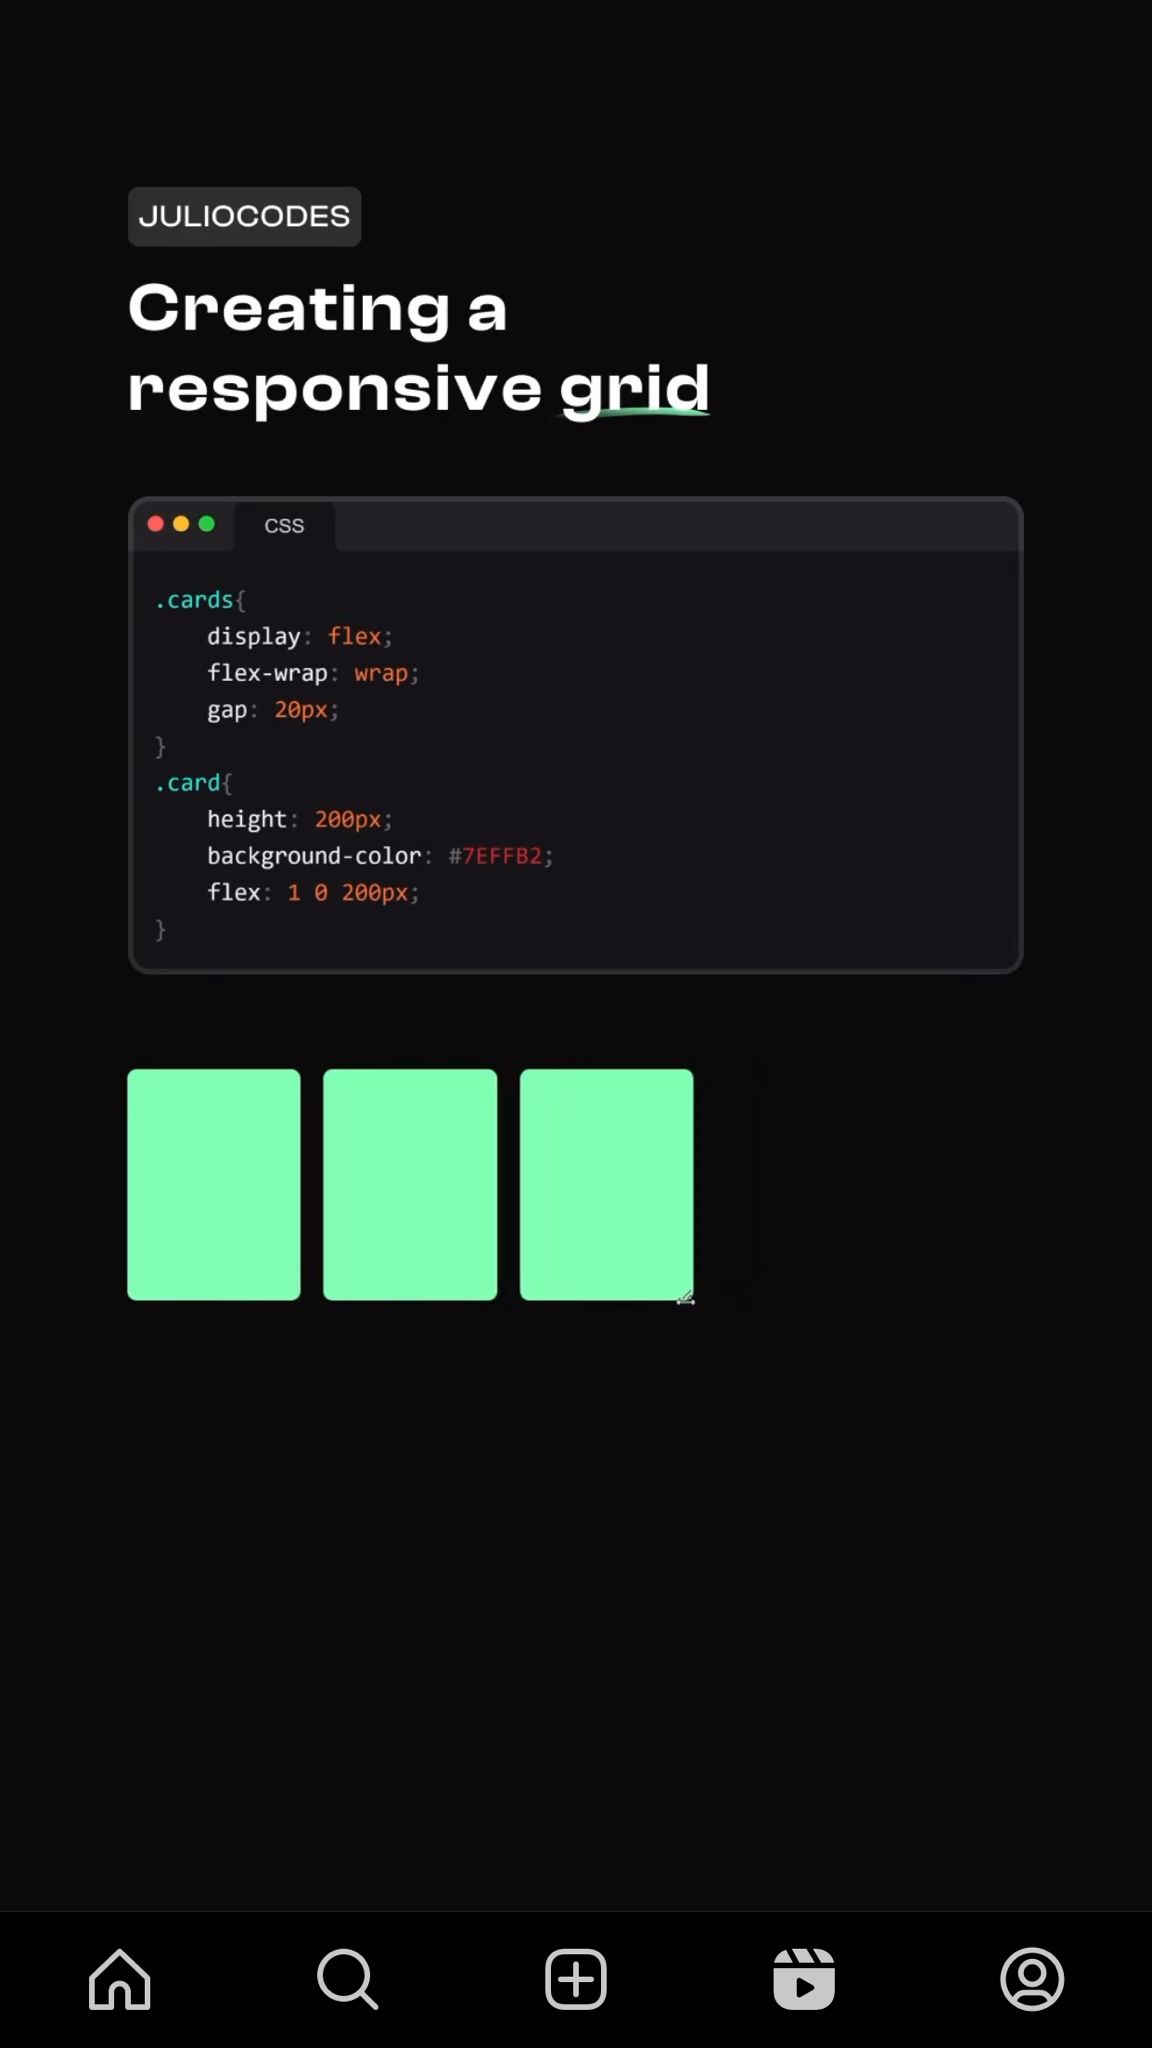 JULIOCODES
Creating a
responsive grid
CSS
.cards{
    display: flex;
    flex-wrap: wrap;
    gap: 20px;
}
.card{
    height: 200px;
    background-color: #7EFFB2;
    flex: 1 0 200px;
}